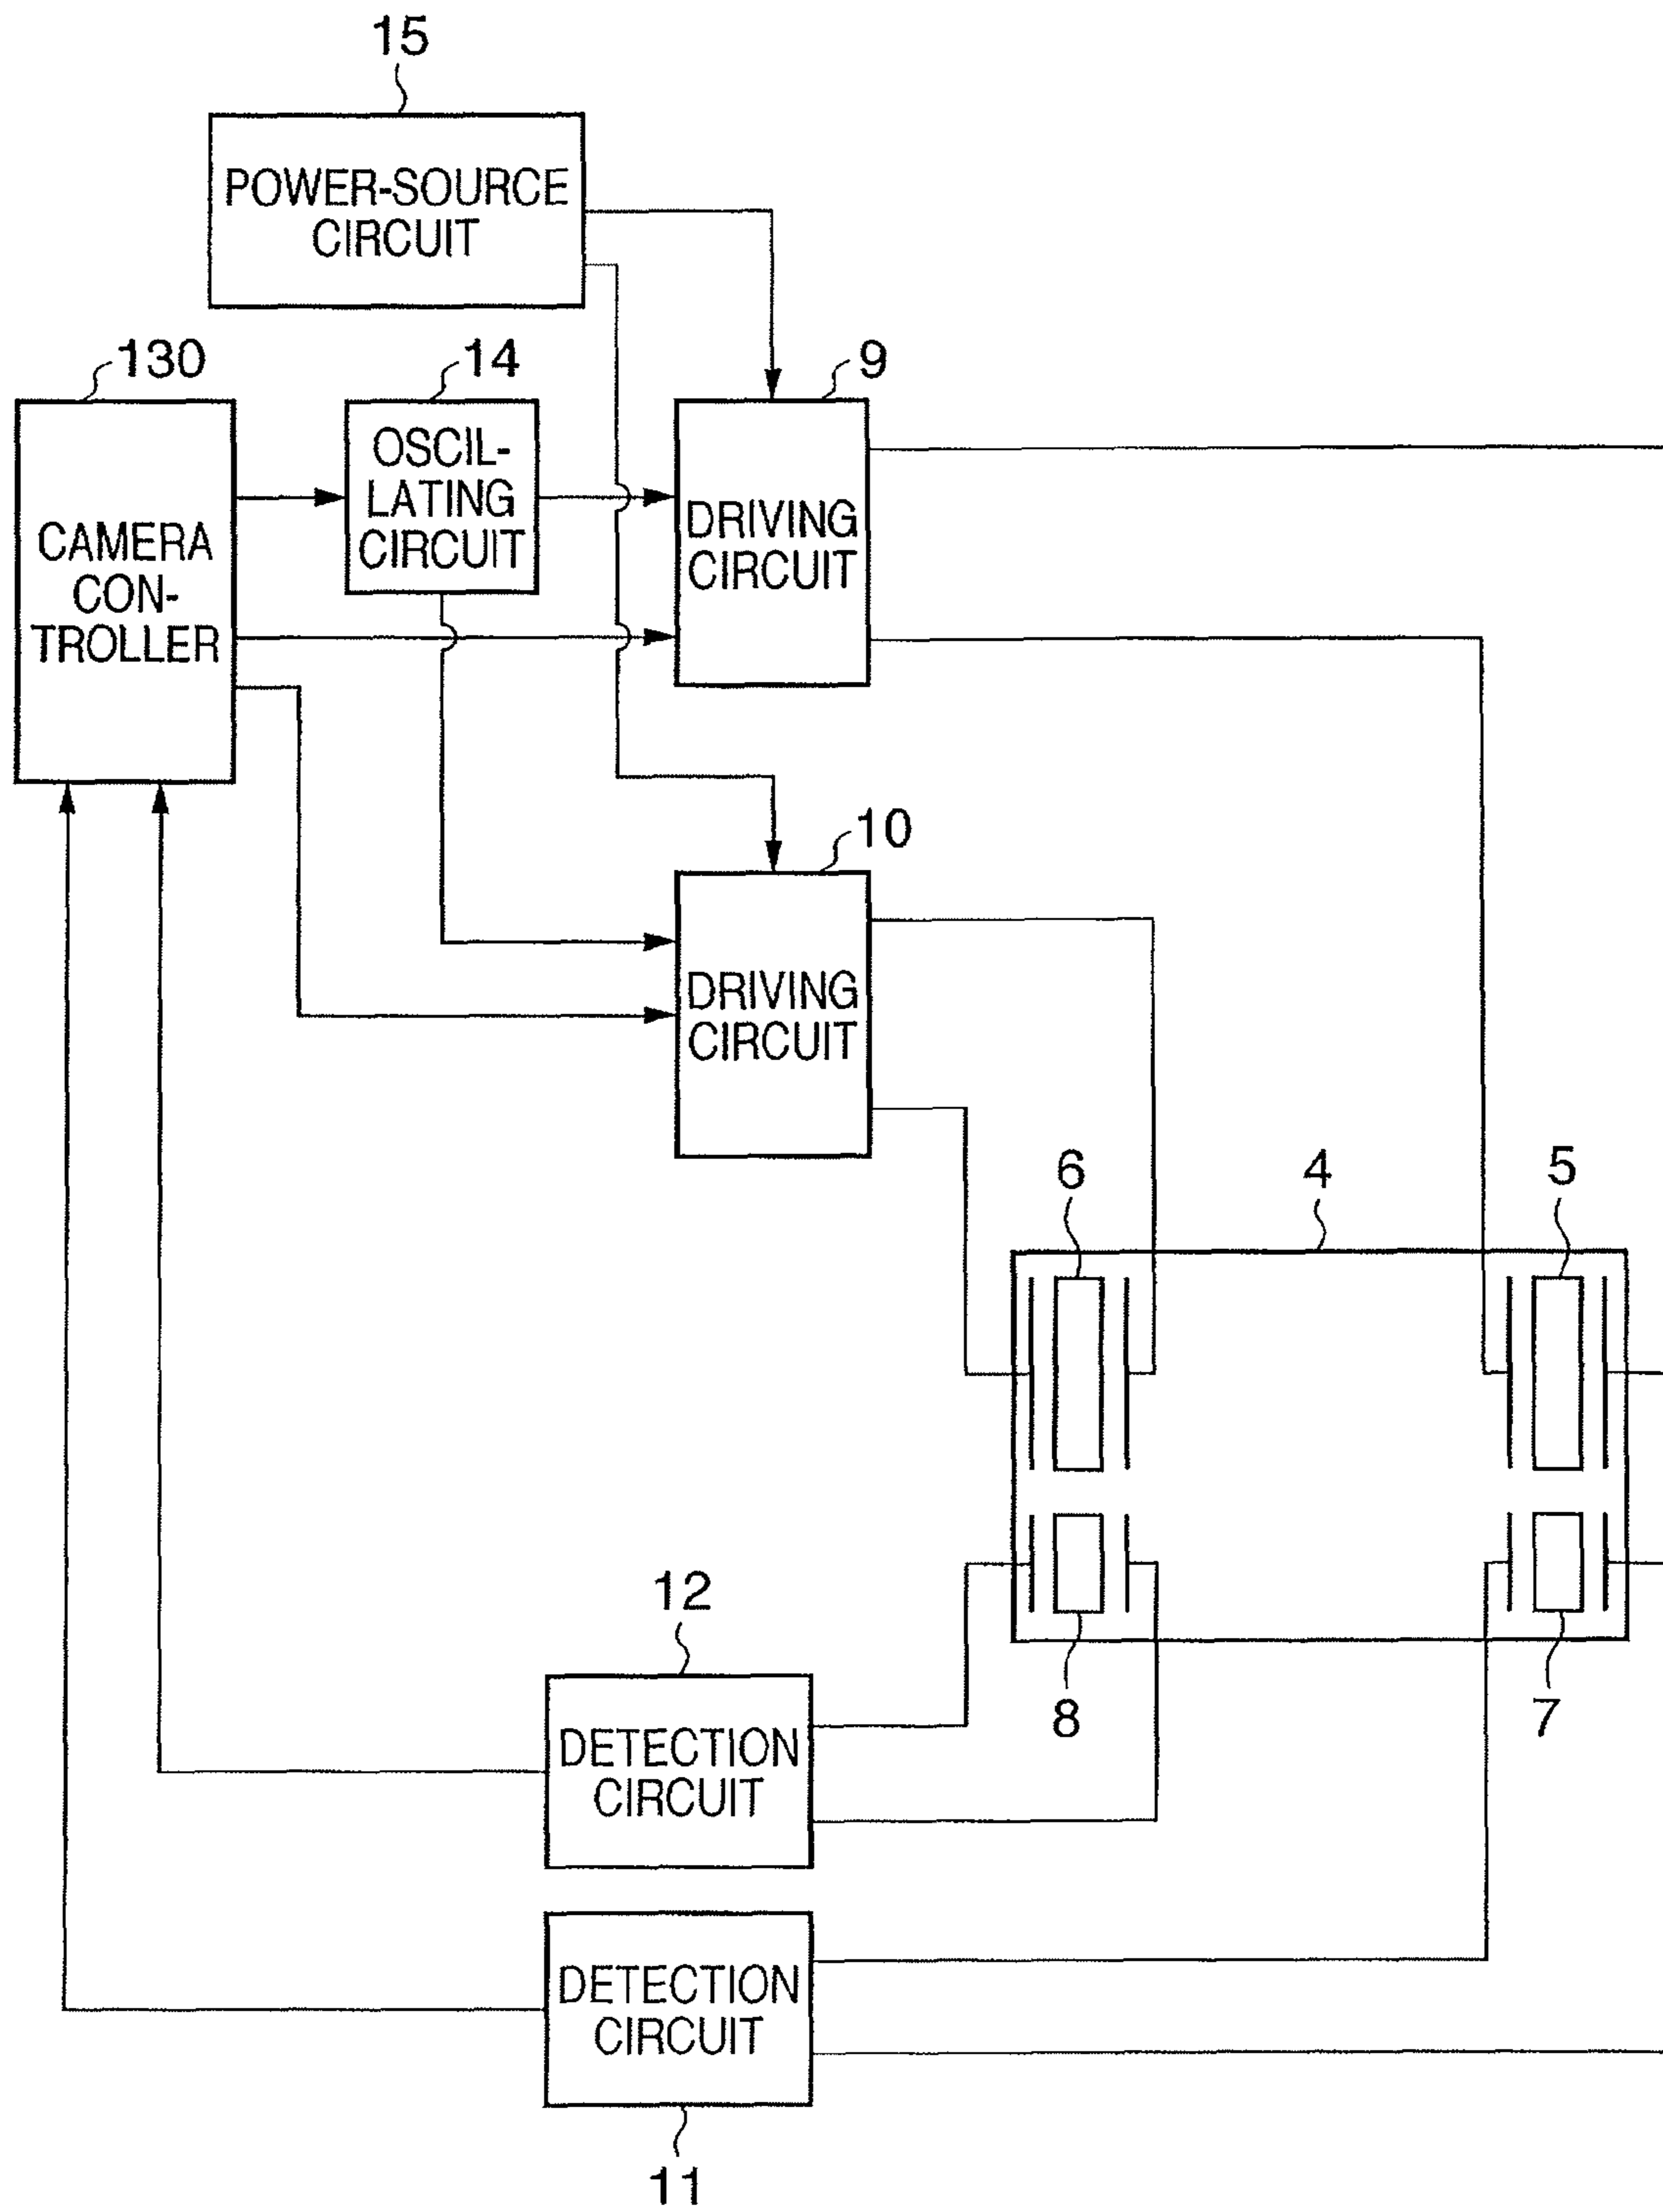 15
POWER-SOURCE
CIRCUIT
130
14
9
CAMERA
CON-
TROLLER
OSCIL-
LATING
CIRCUIT
DRIVING
CIRCUIT
10
DRIVING
CIRCUIT
6
4
5
12
8
7
DETECTION
CIRCUIT
DETECTION
CIRCUIT
11